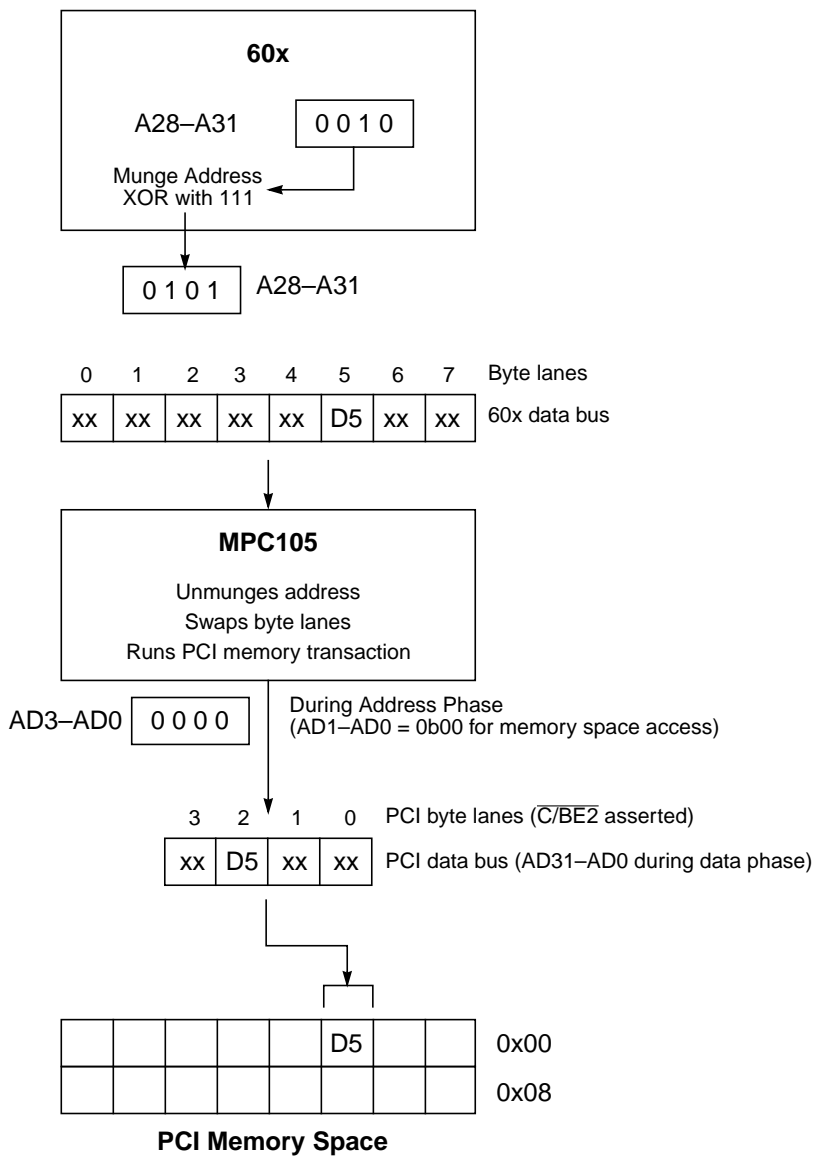 60x
A28–A31 0 0 1 0
Munge Address
XOR with 111
0 1 0 1 A28–A31
0 1 2 3 4 5 6 7 Byte lanes
xx xx xx xx xx D5 xx xx 60x data bus
MPC105
Unmunges address
Swaps byte lanes
Runs PCI memory transaction
AD3–AD0 0 0 0 0 During Address Phase
(AD1–AD0 = 0b00 for memory space access)
3 2 1 0 PCI byte lanes (C/BE2 asserted)
xx D5 xx xx PCI data bus (AD31–AD0 during data phase)
D5 0x00
0x08
PCI Memory Space